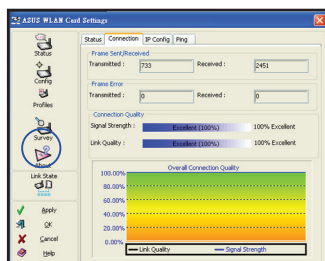 ASUS WLAN Card Settings
Status
Config
Profiles
Survey
About
Link State
Apply
OK
Cancel
Help
Status Connection IP Config Ping
Frame Sent/Received
Transmitted : 733 Received : 2451
Frame Error
Transmitted : 0 Received : 0
Connection Quality
Signal Strength : Excellent (100%) 100% Excellent
Link Quality : Excellent (100%) 100% Excellent
Overall Connection Quality
100.00%
80.00%
60.00%
40.00%
20.00%
0.00%
Link Quality Signal Strength